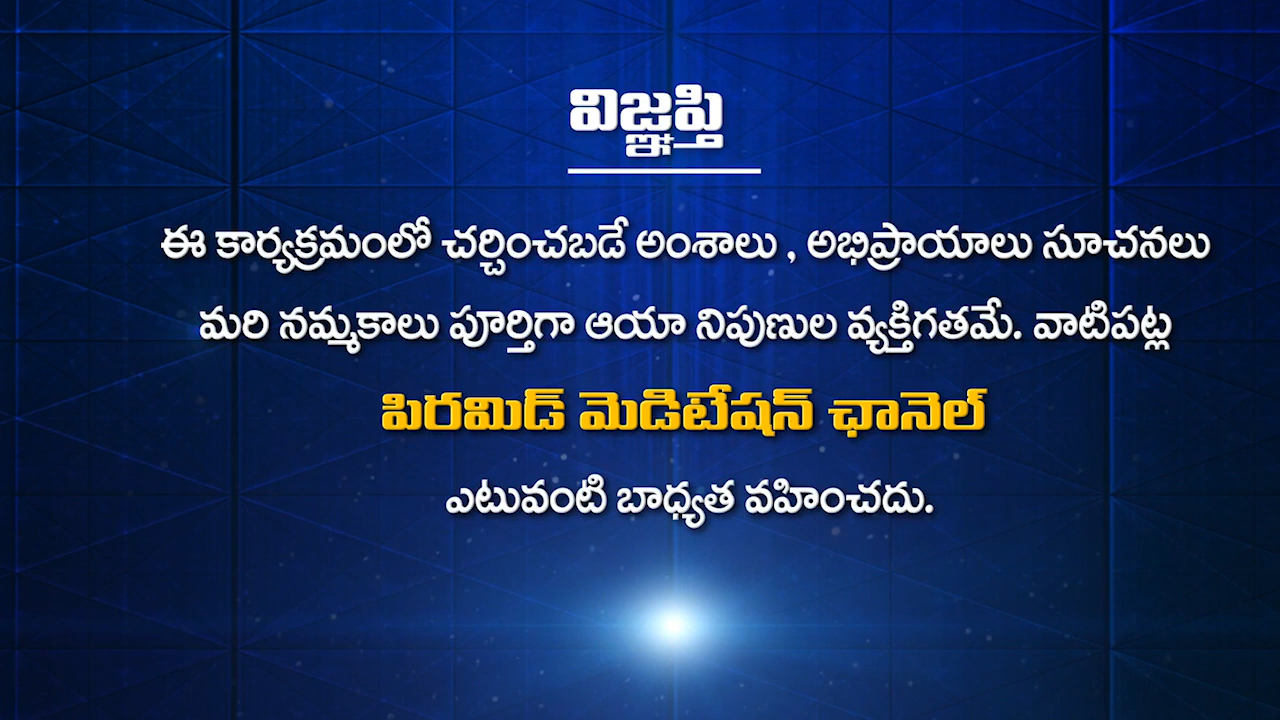 విజ్ఞప్తి
ఈ కార్యక్రమంలో చర్చించబడే అంశాలు , అభిప్రాయాలు సూచనలు
మరి నమ్మకాలు పూర్తిగా ఆయా నిపుణుల వ్యక్తిగతమే. వాటిపట్ల
పిరమిడ్ మెడిటేషన్ ఛానెల్
ఎటువంటి బాధ్యత వహించదు.